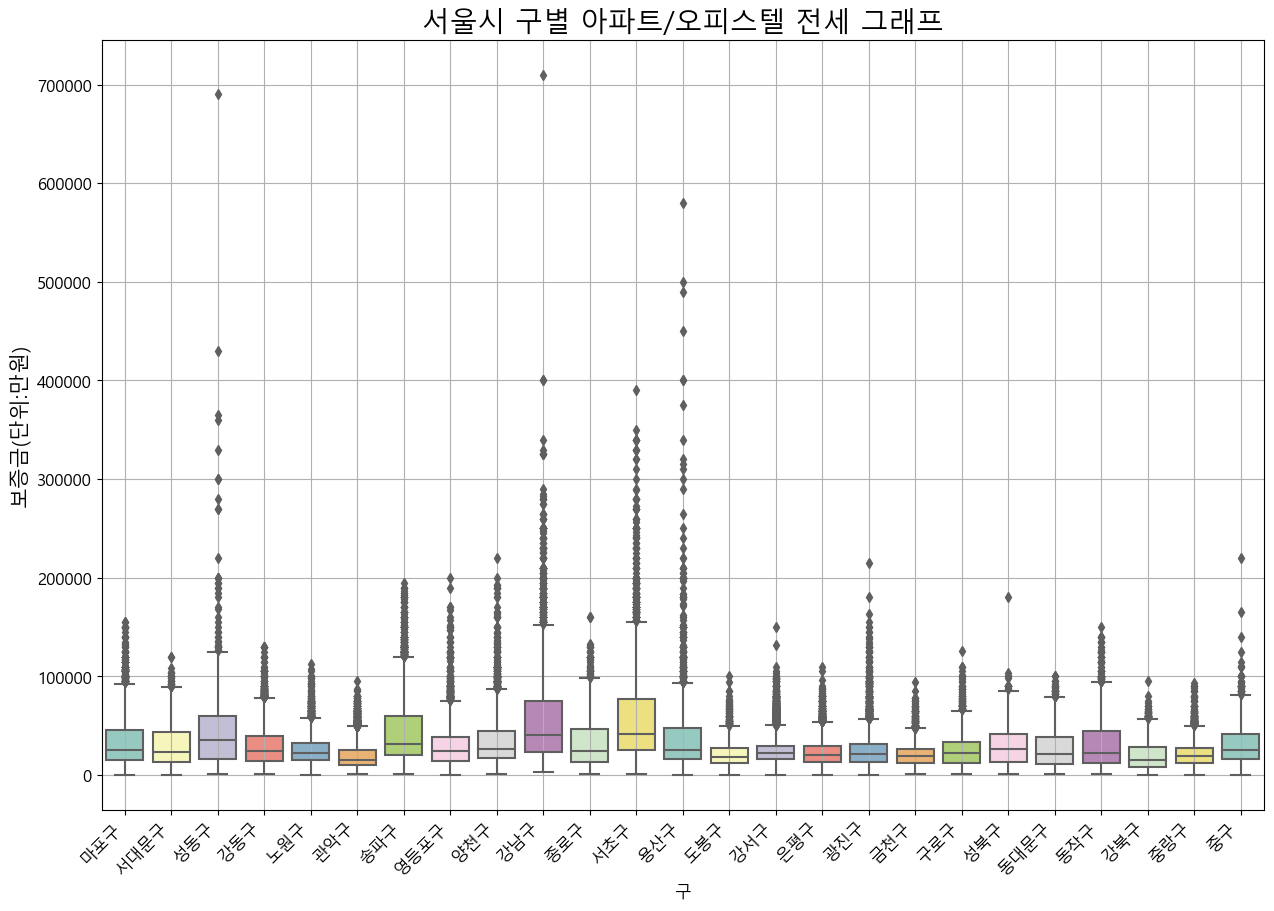 서울시 구별 아파트/오피스텔 전세 그래프
보증금(단위:만원)
700000
600000
500000
400000
300000
200000
100000
0
마포구
서대문구
성동구
강동구
노원구
관악구
송파구
영등포구
양천구
강남구
종로구
서초구
용산구
도봉구
강서구
은평구
광진구
금천구
구로구
성북구
동대문구
동작구
강북구
중랑구
중구
구